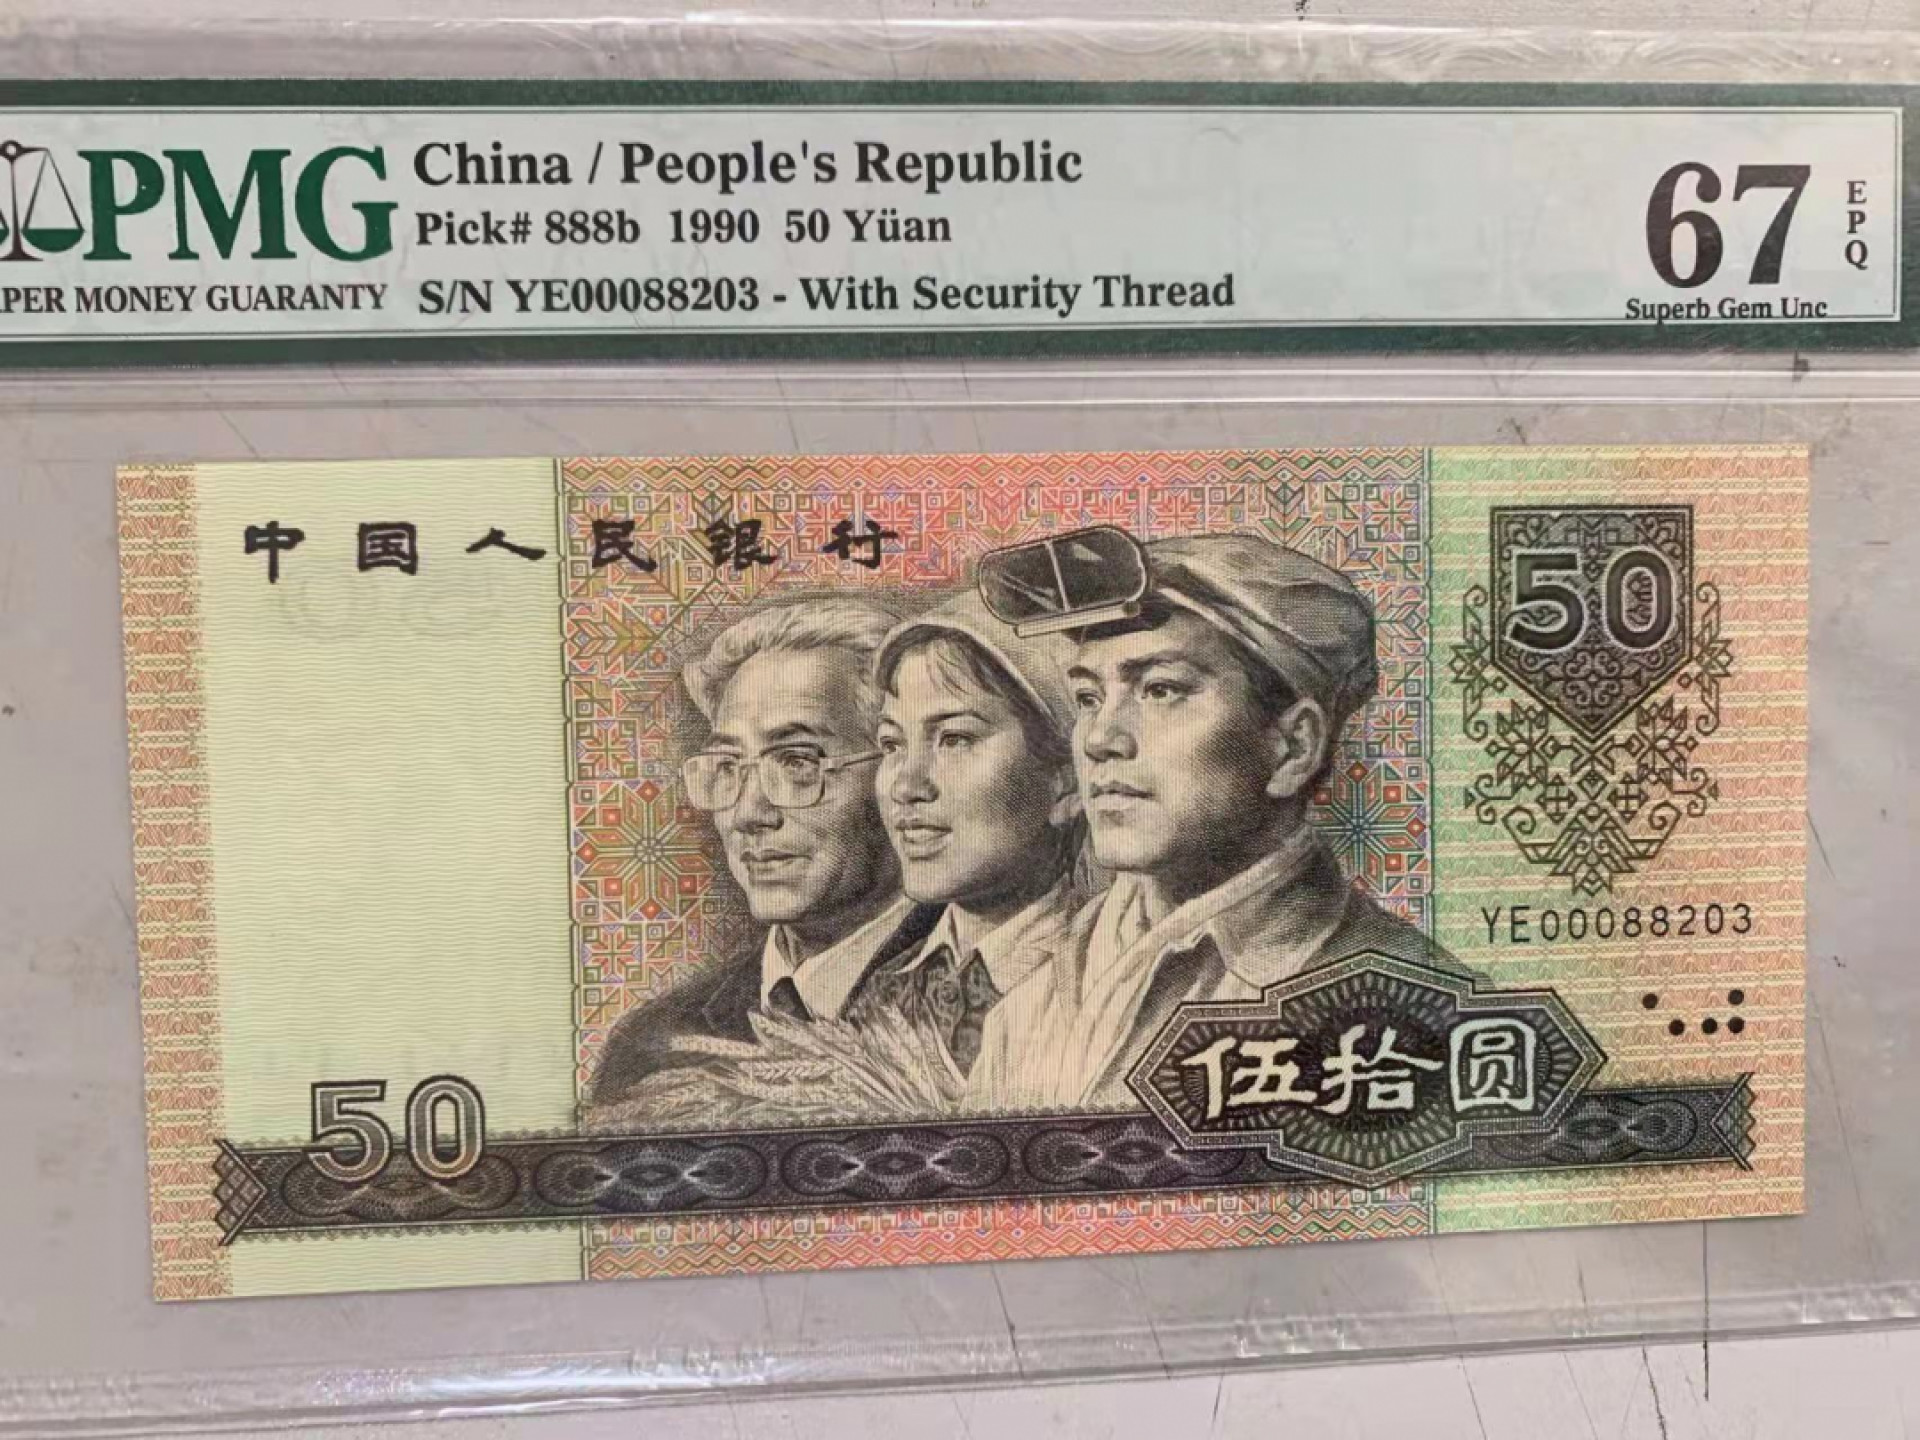 PMG
PER MONEY GUARANTY
China / People's Republic
Pick# 888b 1990 50 Yüan
S/N YE00088203 - With Security Thread
67
EPQ
Superb Gem Unc
中国人民银行
50
YE00088203
50
伍拾圆